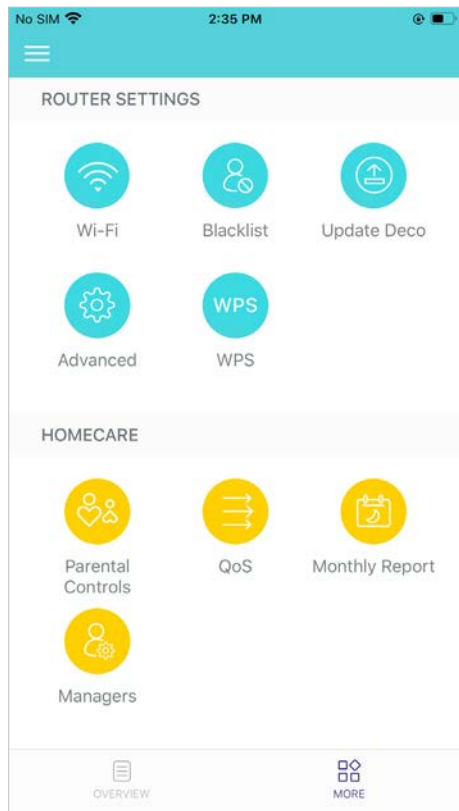 No SIM 2:35 PM
ROUTER SETTINGS
Wi-Fi Blacklist Update Deco
WPS
Advanced WPS
HOMECARE
Parental Controls QoS Monthly Report
Managers
OVERVIEW MORE